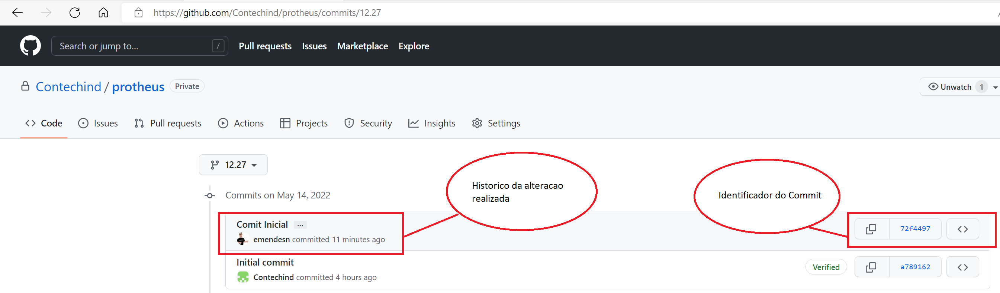 https://github.com/Contechind/protheus/commits/12.27
Search or jump to... /
Pull requests Issues Marketplace Explore
Contechind / protheus Private
Unwatch 1
Code Issues Pull requests Actions Projects Security Insights Settings
12.27
Commits on May 14, 2022
Historico da alteracao
realizada
Identificador do Commit
Comit Inicial ...
emendesn committed 11 minutes ago
72f4497
Initial commit
Contechind committed 4 hours ago
Verified
a789162